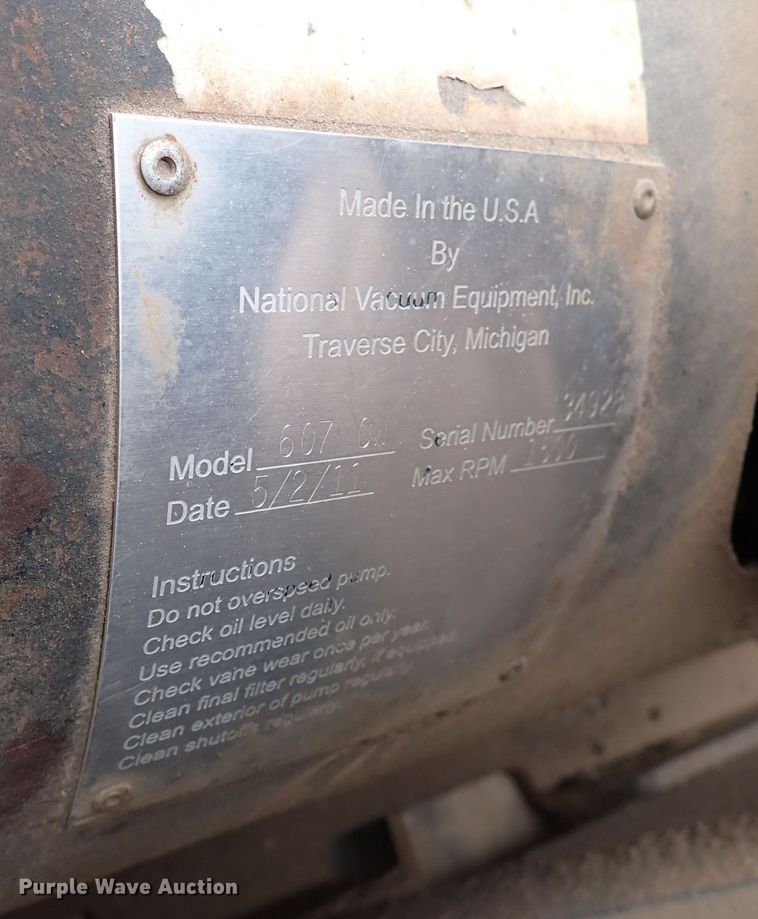 Made In the U.S.A
By
National Vacuum Equipment, Inc.
Traverse City, Michigan
Model 607 CW Serial Number
Date 5/2/11 Max RPM
Instructions
Do not overspeed pump.
Check oil level daily.
Use recommended oil only.
Check vane wear once per year.
Clean final filter regularly, if equipped
Clean exterior of pump regularly.
Clean shutoffs regularly.
Purple Wave Auction